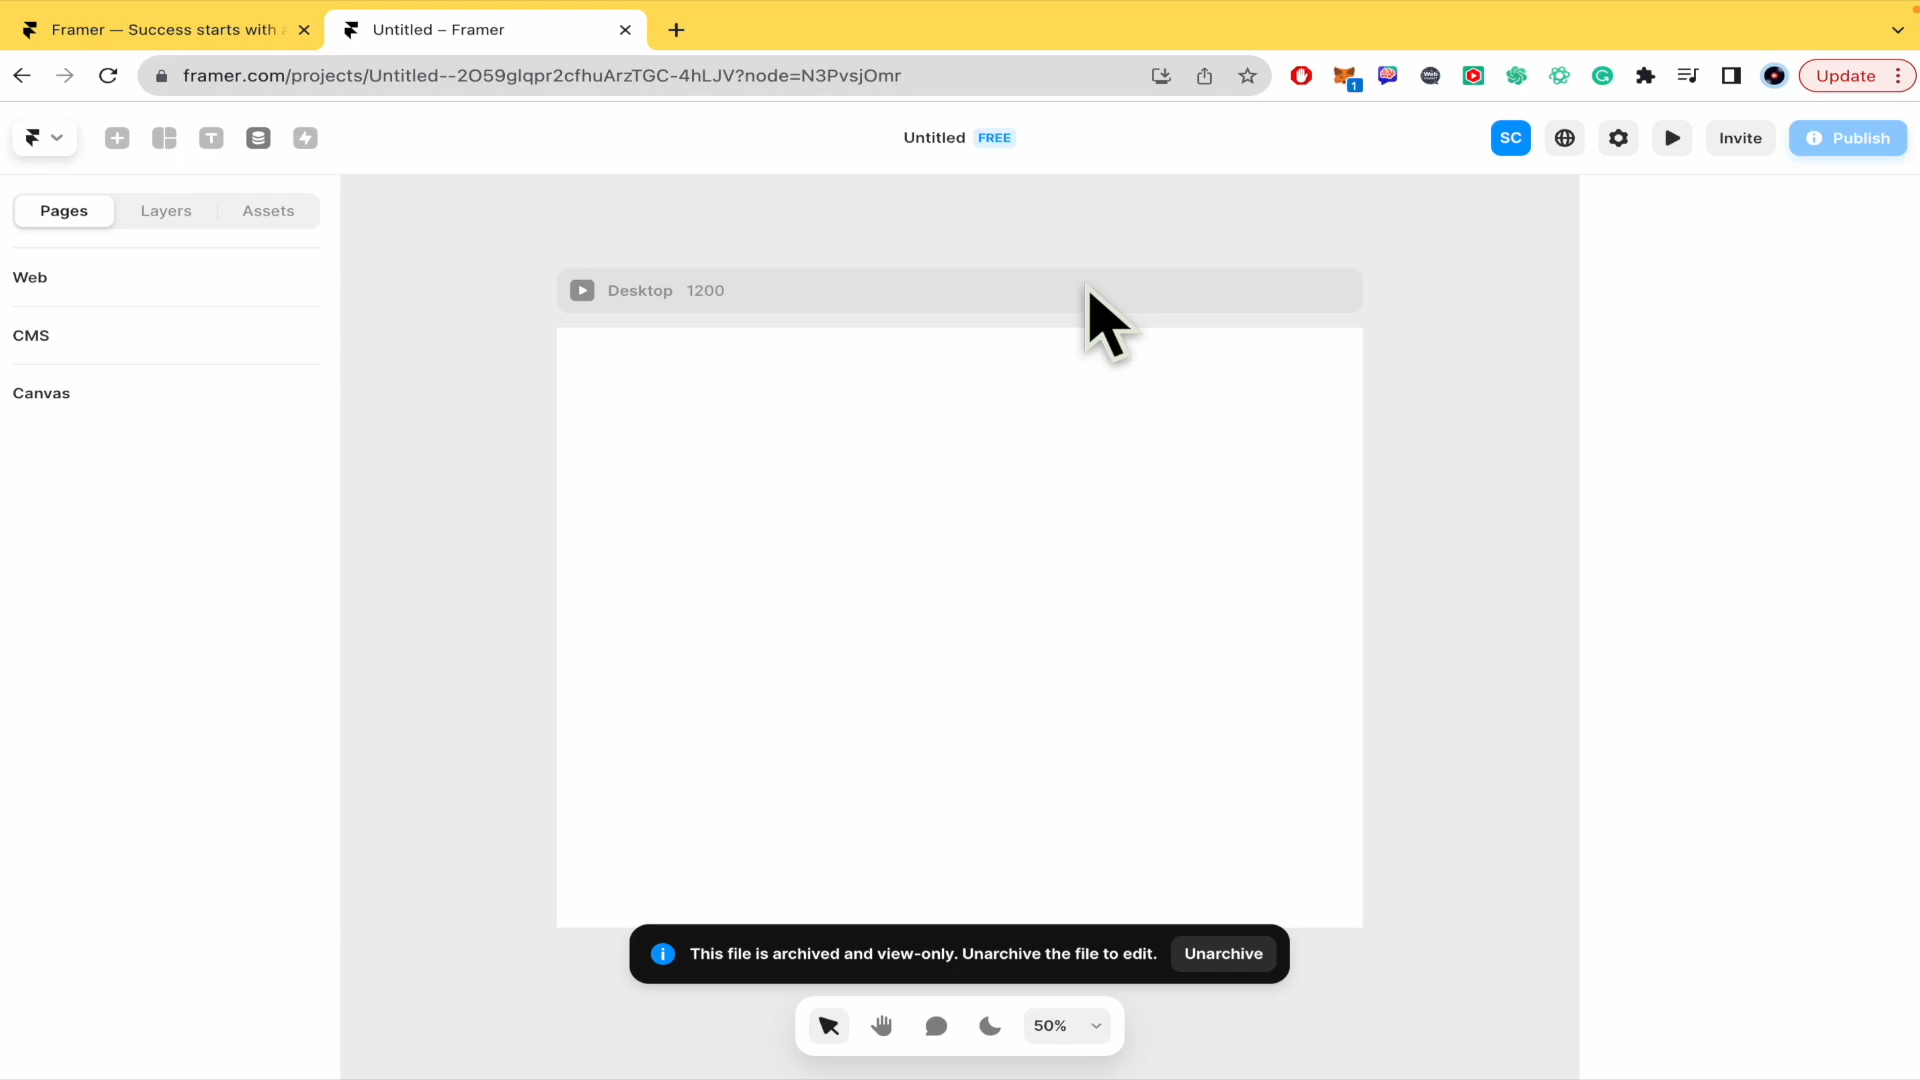 Framer — Success starts with a
Untitled – Framer
framer.com/projects/Untitled--2O59glqpr2cfhuArzTGC-4hLJV?node=N3PvsjOmr
1
Update
Untitled FREE
SC
Invite
Publish
Pages
Layers
Assets
Web
CMS
Canvas
Desktop 1200
This file is archived and view-only. Unarchive the file to edit.
Unarchive
50%